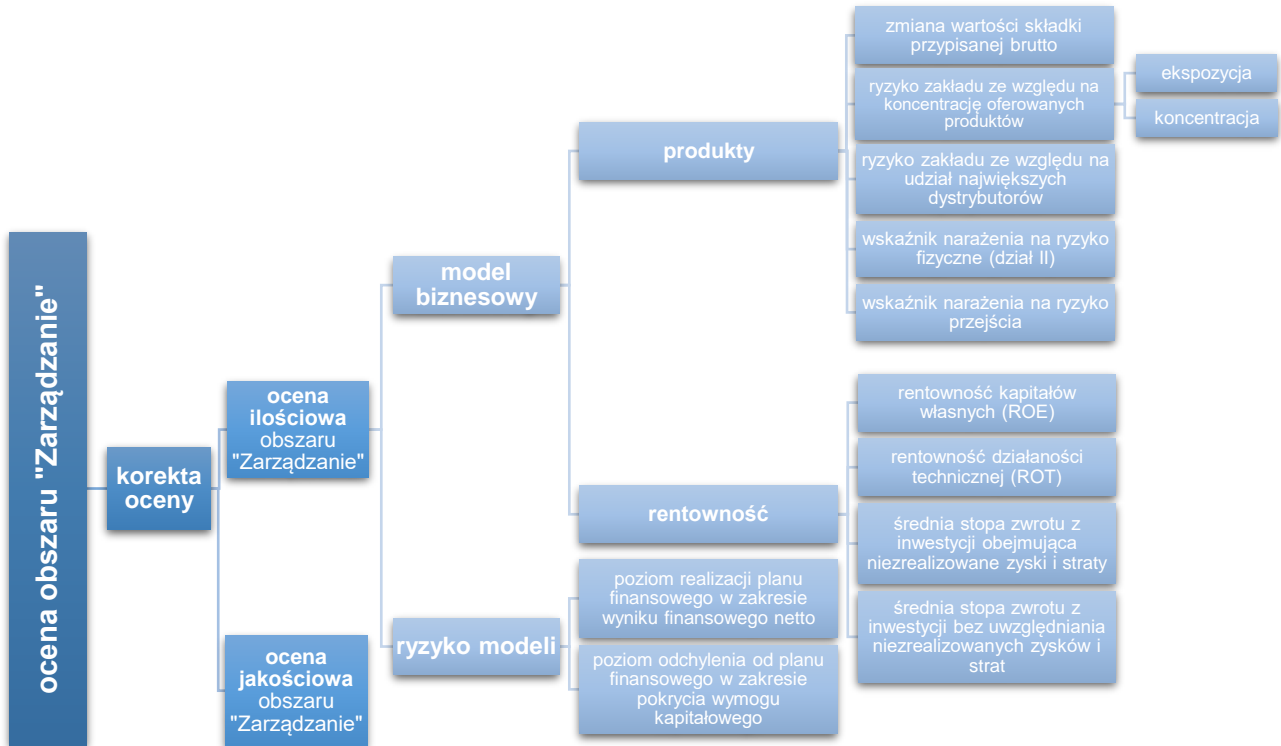 ocena obszaru "Zarządzanie"
korekta
oceny
ocena
ilościowa
obszaru
"Zarządzanie"
model
biznesowy
produkty
zmiana wartości składki
przypisanej brutto
ryzyko zakładu ze względu na
koncentrację oferowanych
produktów
ekspozycja
koncentracja
ryzyko zakładu ze względu na
udział największych
dystrybutorów
wskaźnik narażenia na ryzyko
fizyczne (dział II)
wskaźnik narażenia na ryzyko
przejścia
rentowność
rentowność kapitałów
własnych (ROE)
rentowność działaności
technicznej (ROT)
średnia stopa zwrotu z
inwestycji obejmująca
niezrealizowane zyski i straty
średnia stopa zwrotu z
inwestycji bez uwzględniania
niezrealizowanych zysków i
strat
ryzyko modeli
poziom realizacji planu
finansowego w zakresie
wyniku finansowego netto
poziom odchylenia od planu
finansowego w zakresie
pokrycia wymogu
kapitałowego
ocena
jakościowa
obszaru
"Zarządzanie"